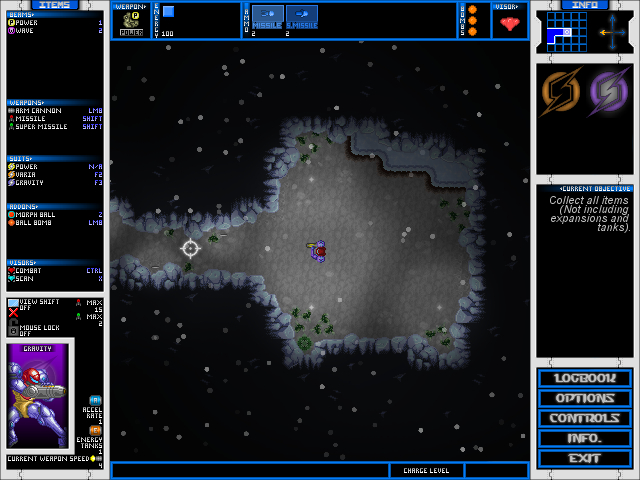 ITEMS
BEAMS
POWER 1
WAVE 2
WEAPONS
ARM CANNON LMB
MISSILE SHIFT
SUPER MISSILE SHIFT
SUITS
POWER N/A
VARIA F2
GRAVITY F3
ADDONS
MORPH BALL Z
BALL BOMB LMB
VISORS
COMBAT CTRL
SCAN X
VIEW SHIFT
OFF
MOUSE LOCK
OFF
MAX
15
MAX
2
GRAVITY
ACCEL
RATE
1
ENERGY
TANKS
1
CURRENT WEAPON SPEED
4
WEAPON
POWER
ENERGY
100
AMMO
MISSILE
2
S.MISSILE
2
BOMBS
VISOR
CHARGE LEVEL
INFO
CURRENT OBJECTIVE
Collect all items
(Not including
expansions and
tanks).
LOGBOOK
OPTIONS
CONTROLS
INFO.
EXIT